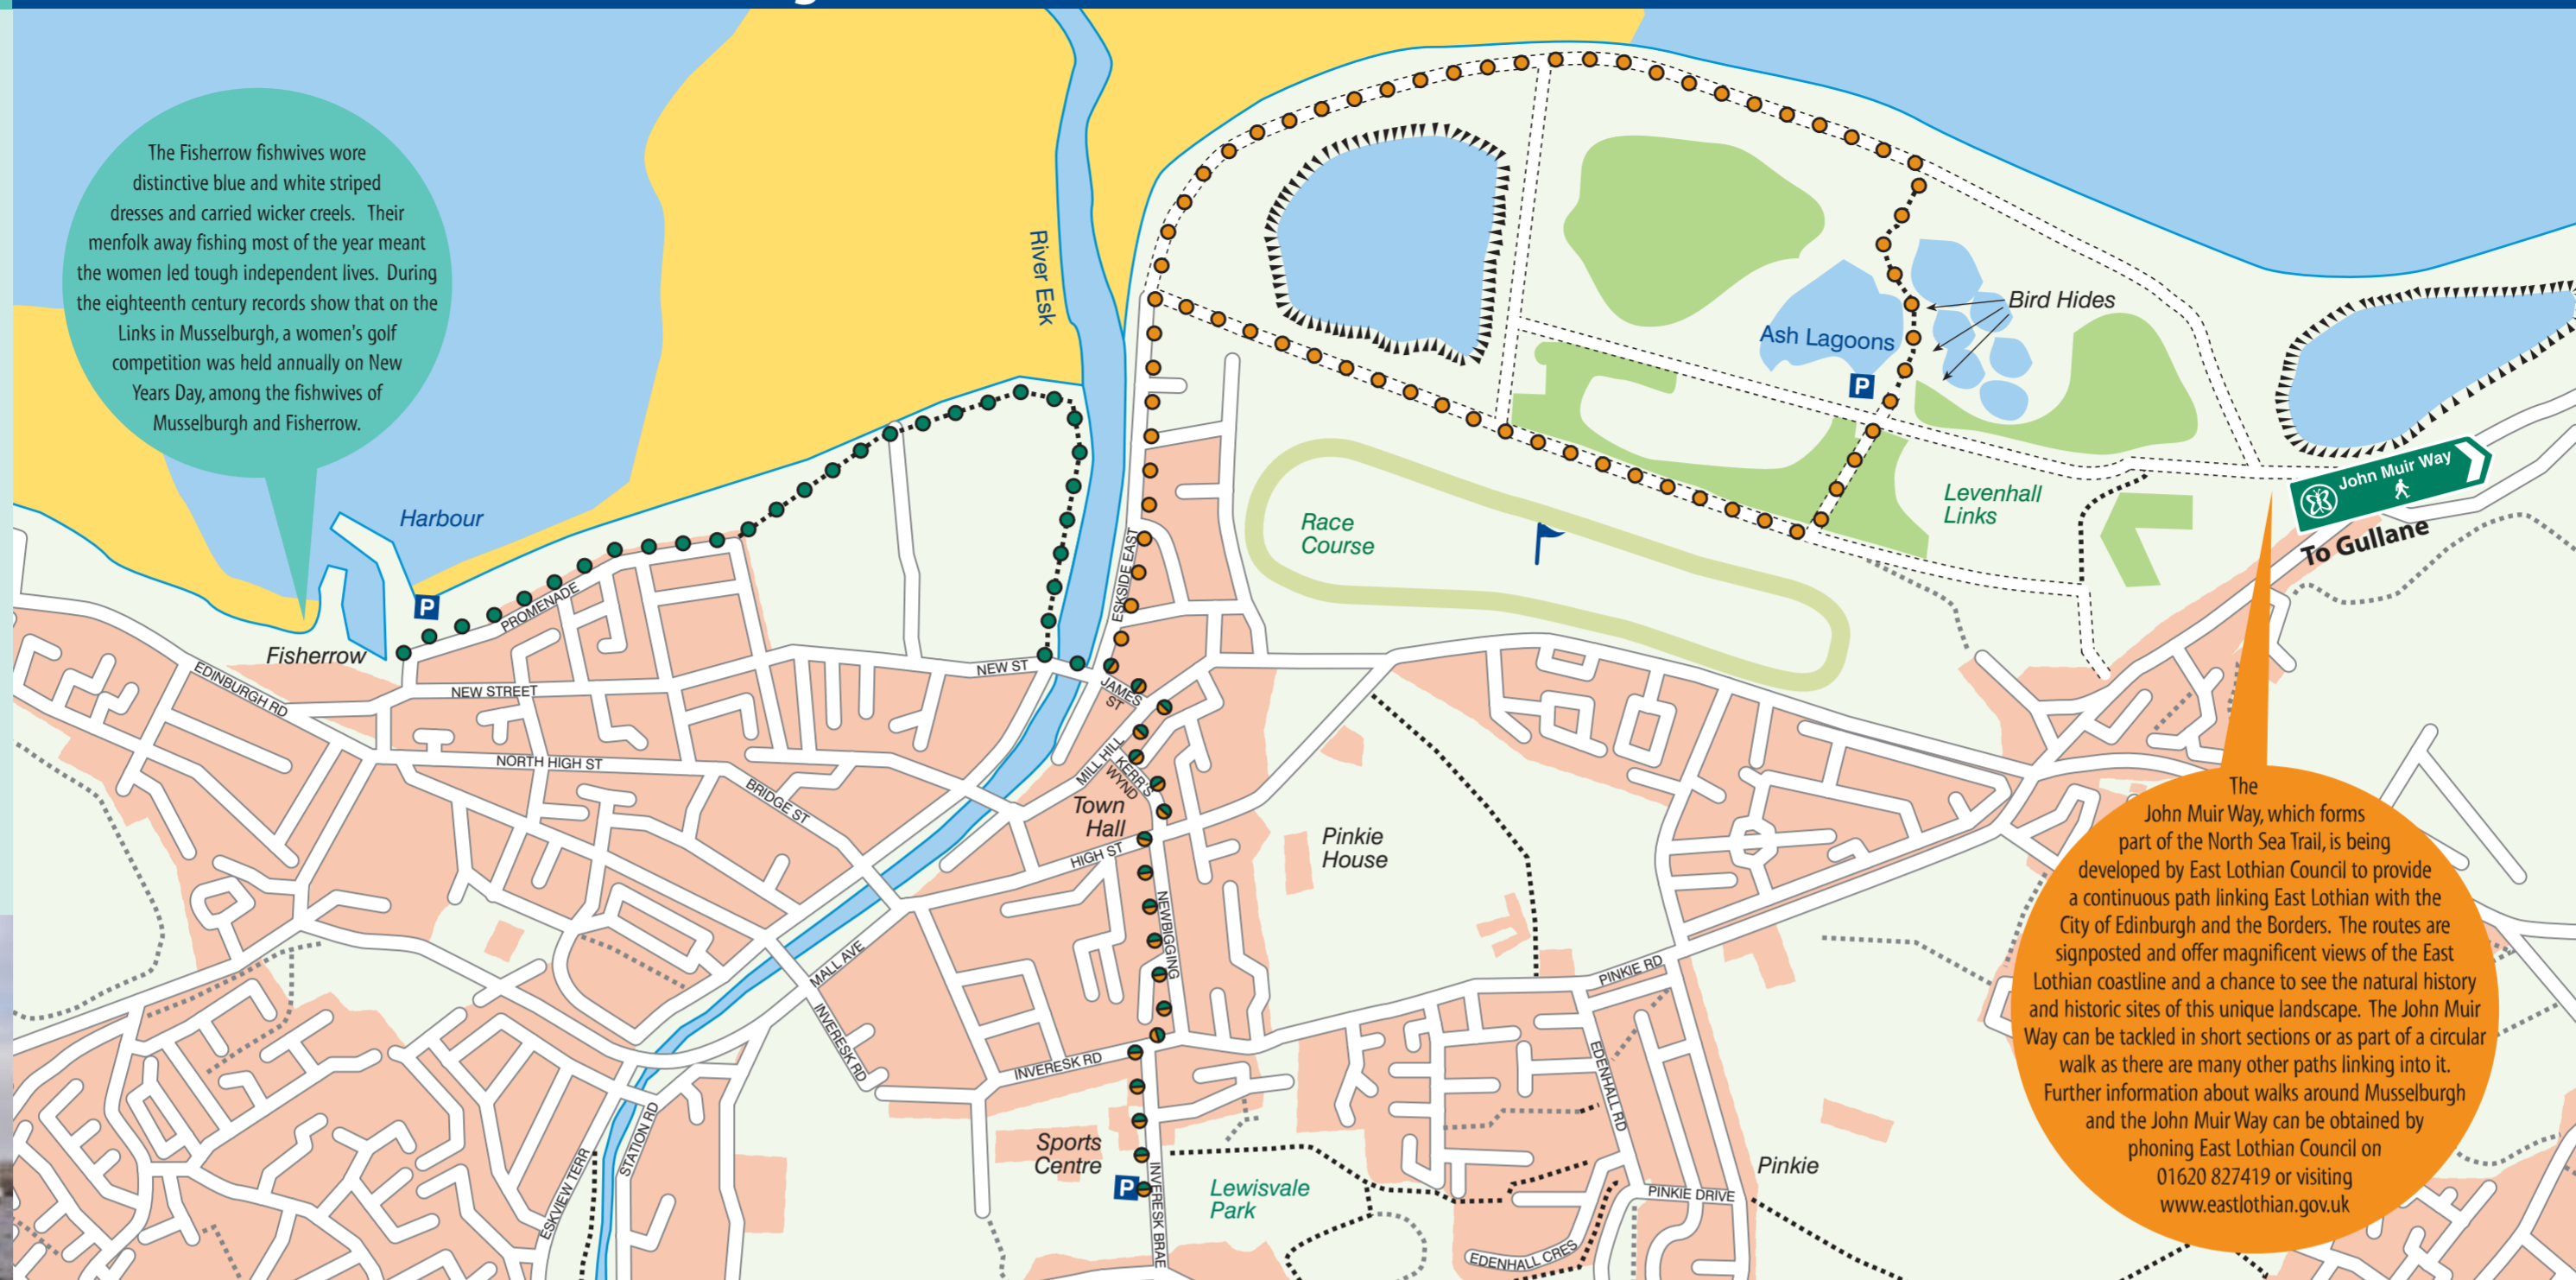 The Fisherrow fishwives wore
distinctive blue and white striped
dresses and carried wicker creels. Their
menfolk away fishing most of the year meant
the women led tough independent lives. During
the eighteenth century records show that on the
Links in Musselburgh, a women's golf
competition was held annually on New
Years Day, among the fishwives of
Musselburgh and Fisherrow.
River Esk
Bird Hides
Ash Lagoons
P
John Muir Way
To Gullane
Levenhall
Links
Race
Course
Harbour
P
PROMENADE
Fisherrow
ESKSIDE EAST
EDINBURGH RD
NEW STREET
NEW ST
JAMES
ST
NORTH HIGH ST
BRIDGE ST
MILL HILL
KERR'S
WYND
Town
Hall
HIGH ST
Pinkie
House
NEWBIGGING
MALL AVE
INVERESK RD
INVERESK RD
PINKIE RD
EDENHALL RD
STATION RD
ESKVIEW TERR
Sports
Centre
P
INVERESK BRAE
Lewisvale
Park
Pinkie
PINKIE DRIVE
EDENHALL CRES
The
John Muir Way, which forms
part of the North Sea Trail, is being
developed by East Lothian Council to provide
a continuous path linking East Lothian with the
City of Edinburgh and the Borders. The routes are
signposted and offer magnificent views of the East
Lothian coastline and a chance to see the natural history
and historic sites of this unique landscape. The John Muir
Way can be tackled in short sections or as part of a circular
walk as there are many other paths linking into it.
Further information about walks around Musselburgh
and the John Muir Way can be obtained by
phoning East Lothian Council on
01620 827419 or visiting
www.eastlothian.gov.uk